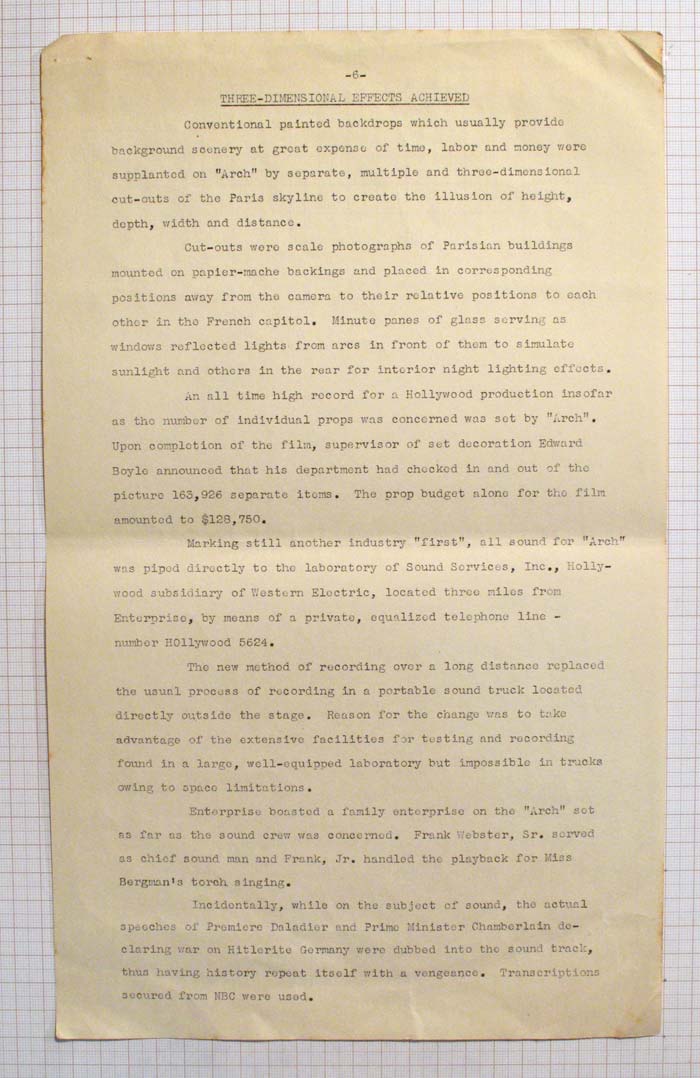 -6-
THREE-DIMENSIONAL EFFECTS ACHIEVED
Conventional painted backdrops which usually provide
background scenery at great expense of time, labor and money were
supplanted on "Arch" by separate, multiple and three-dimensional
cut-outs of the Paris skyline to create the illusion of height,
depth, width and distance.
Cut-outs were scale photographs of Parisian buildings
mounted on papier-mache backings and placed in corresponding
positions away from the camera to their relative positions to each
other in the French capitol. Minute panes of glass serving as
windows reflected lights from arcs in front of them to simulate
sunlight and others in the rear for interior night lighting effects.
An all time high record for a Hollywood production insofar
as the number of individual props was concerned was set by "Arch".
Upon completion of the film, supervisor of set decoration Edward
Boyle announced that his department had checked in and out of the
picture 163,926 separate items. The prop budget alone for the film
amounted to $128,750.
Marking still another industry "first", all sound for "Arch"
was piped directly to the laboratory of Sound Services, Inc., Holly-
wood subsidiary of Western Electric, located three miles from
Enterprise, by means of a private, equalized telephone line -
number HOllywood 5624.
The new method of recording over a long distance replaced
the usual process of recording in a portable sound truck located
directly outside the stage. Reason for the change was to take
advantage of the extensive facilities for testing and recording
found in a large, well-equipped laboratory but impossible in trucks
owing to space limitations.
Enterprise boasted a family enterprise on the "Arch" set
as far as the sound crew was concerned. Frank Webster, Sr. served
as chief sound man and Frank, Jr. handled the playback for Miss
Bergman's torch singing.
Incidentally, while on the subject of sound, the actual
speeches of Premiere Daladier and Prime Minister Chamberlain de-
claring war on Hitlerite Germany were dubbed into the sound track,
thus having history repeat itself with a vengeance. Transcriptions
secured from NBC were used.